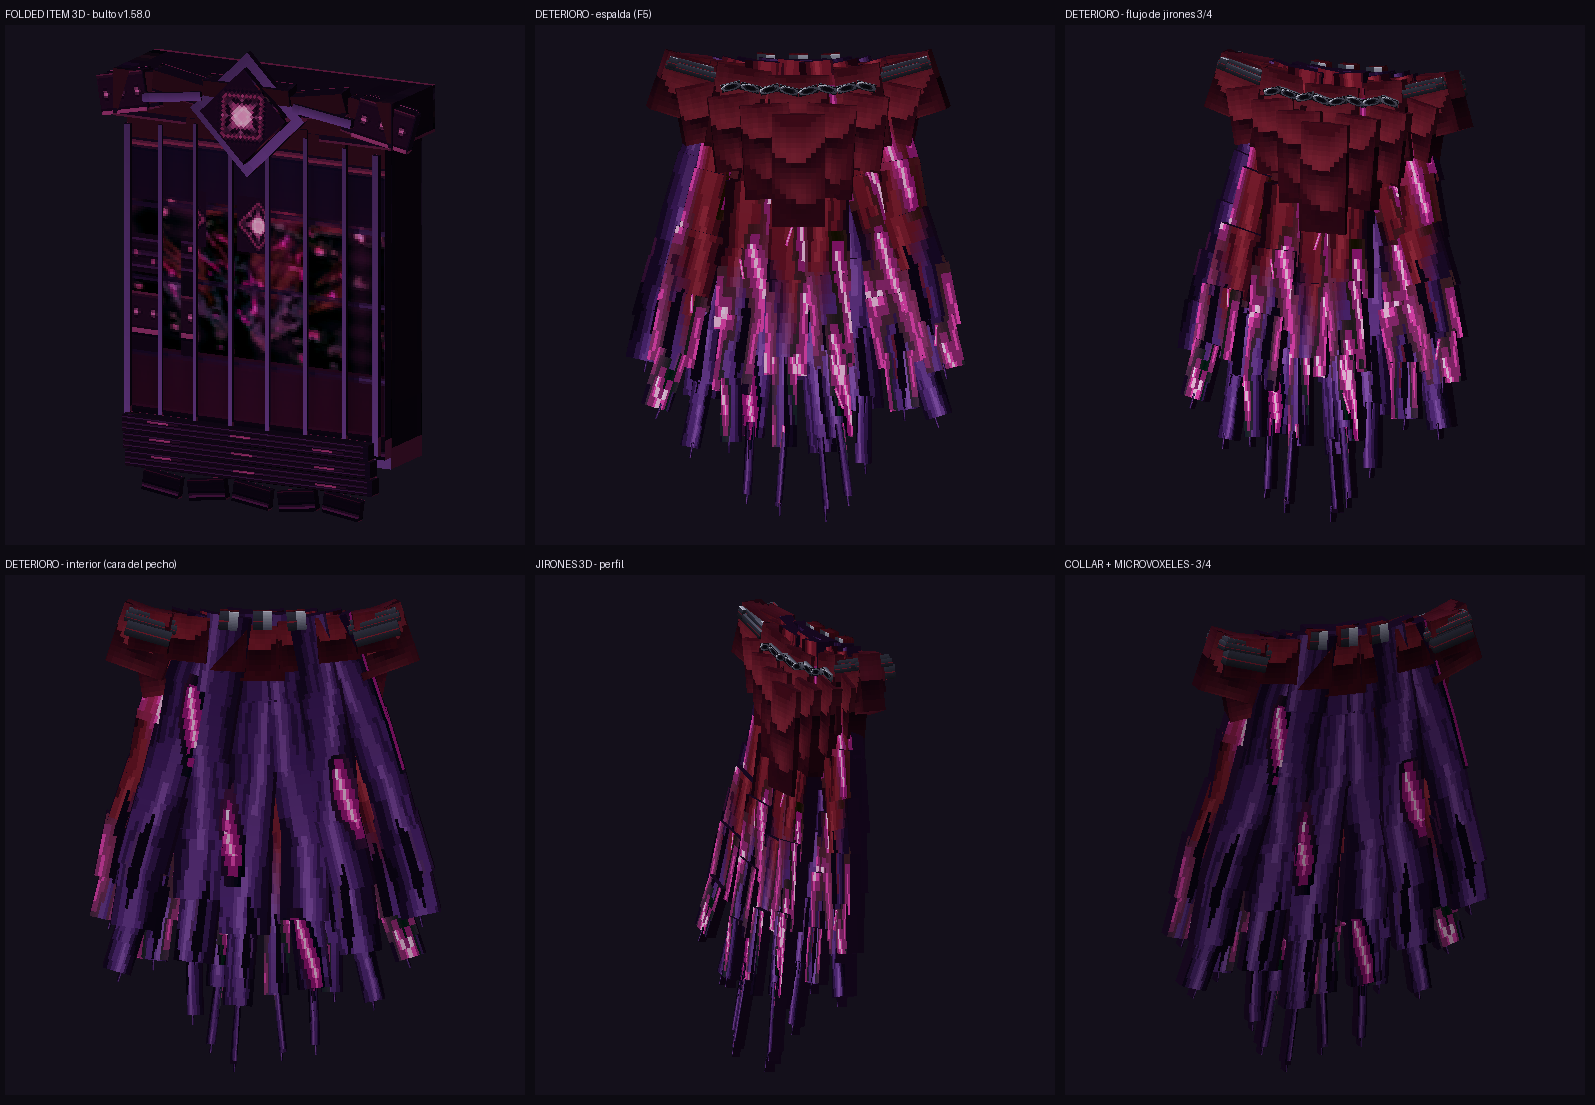 FOLDED ITEM 3D - bulto v1.58.0
DETERIORO - espalda (F5)
DETERIORO - flujo de jirones 3/4
DETERIORO - interior (cara del pecho)
JIRONES 3D - perfil
COLLAR + MICROVOXELES - 3/4